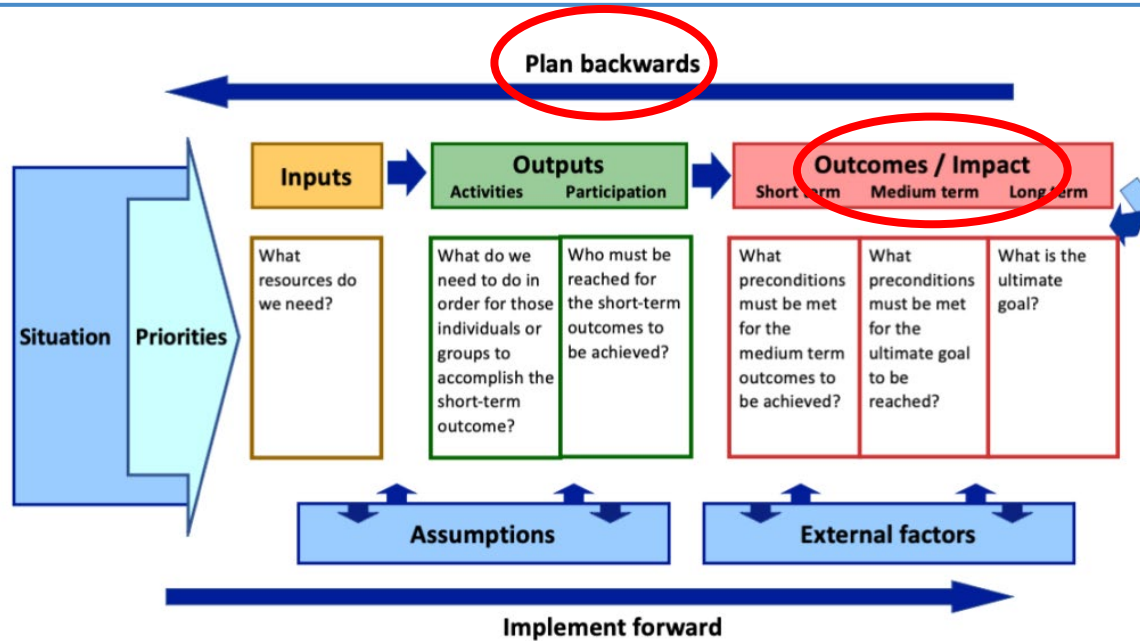 Plan backwards
Situation
Priorities
Inputs
What
resources do
we need?
Outputs
Activities
Participation
What do we
need to do in
order for those
individuals or
groups to
accomplish the
short-term
outcome?
Who must be
reached for
the short-term
outcomes to
be achieved?
Outcomes / Impact
Short term
Medium term
Long term
What
preconditions
must be met
for the
medium term
outcomes to
be achieved?
What
preconditions
must be met
for the
ultimate goal
to be
reached?
What is the
ultimate
goal?
Assumptions
External factors
Implement forward